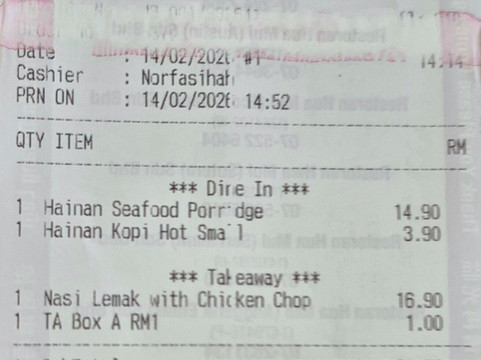 Date : 14/02/2026 #1 14:14
Cashier : Norfasihah
PRN ON : 14/02/2026 14:52
QTY ITEM RM
*** Dine In ***
1 Hainan Seafood Porridge 14.90
1 Hainan Kopi Hot Small 3.90
*** Takeaway ***
1 Nasi Lemak with Chicken Chop 16.90
1 TA Box A RM1 1.00